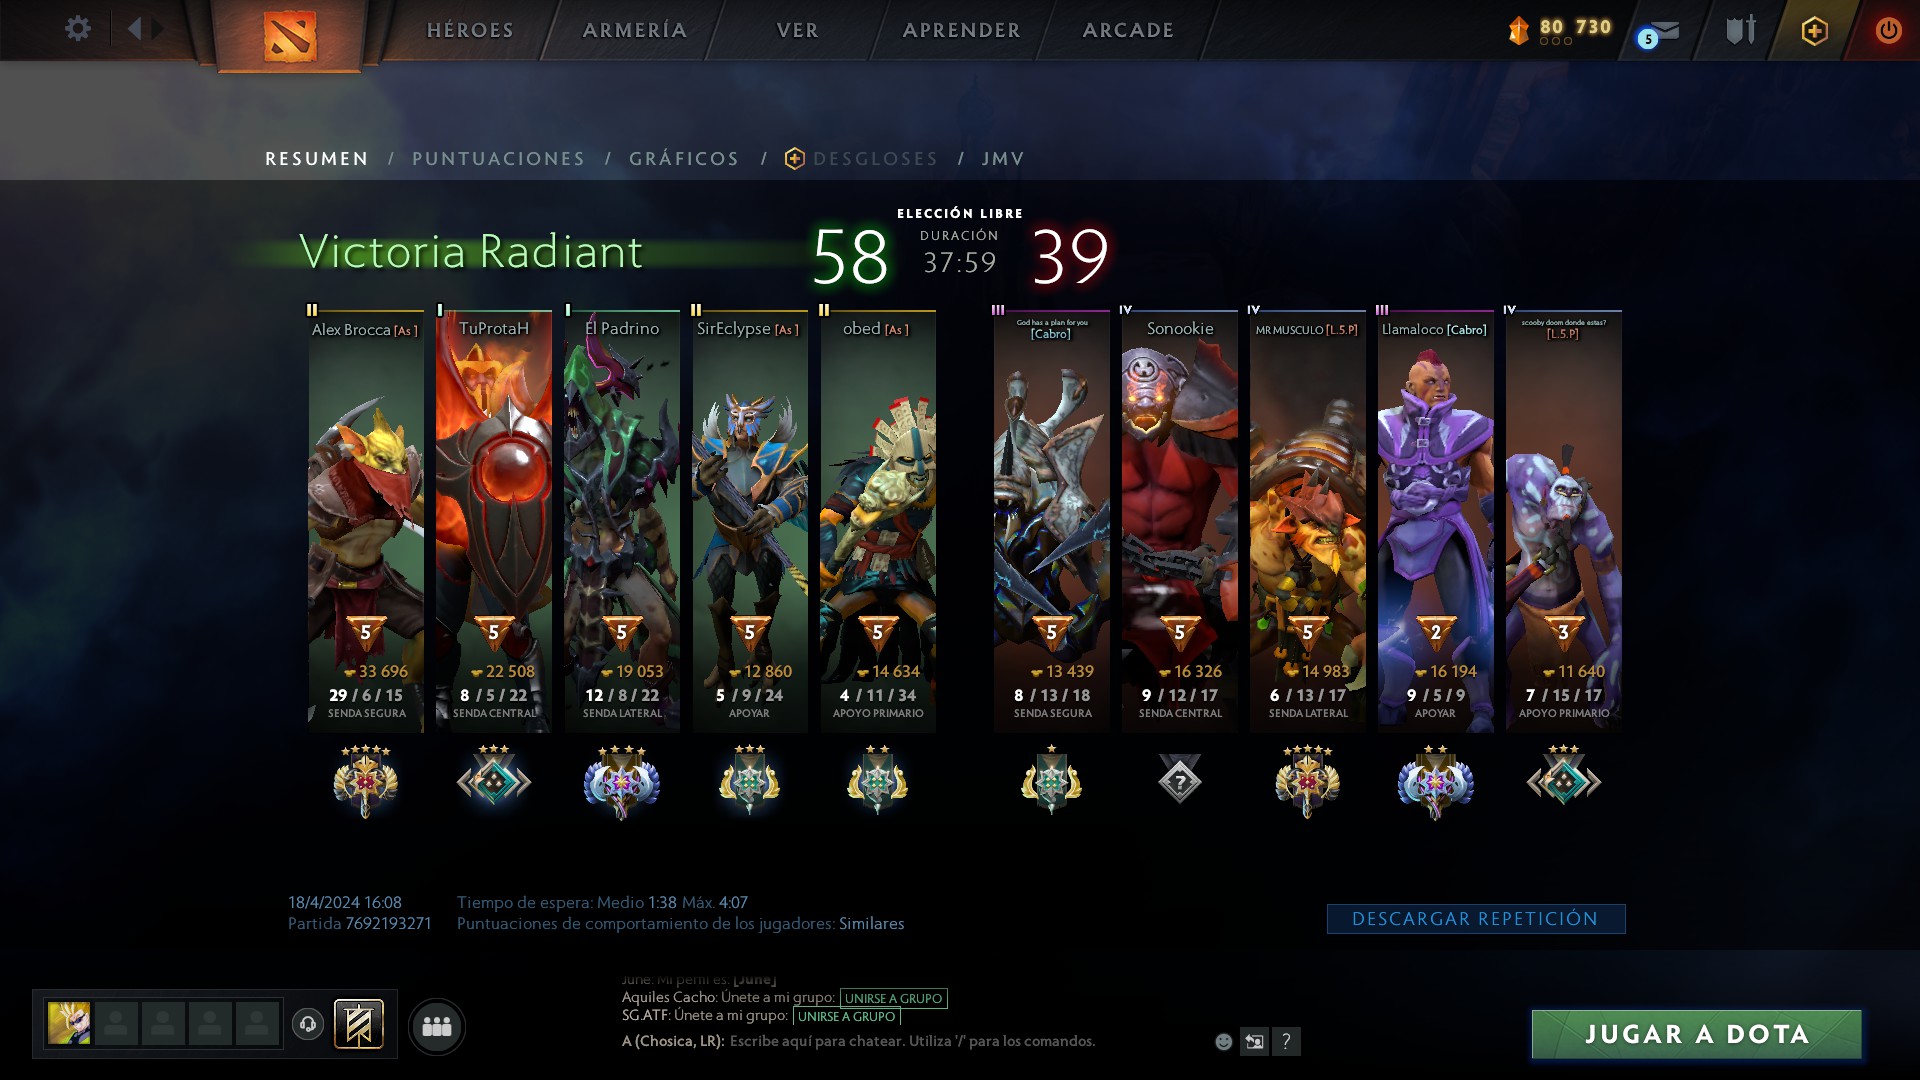 HÉROES
ARMERÍA
VER
APRENDER
ARCADE
80 730
5
RESUMEN / PUNTUACIONES / GRÁFICOS / DESGLOSES / JMV
ELECCIÓN LIBRE
Victoria Radiant
58
DURACIÓN
37:59
39
II
I
I
II
II
III
IV
IV
III
IV
Alex Brocca [As ]
TuProtaH
El Padrino
SirEclypse [As ]
obed [As ]
God has a plan for you
[Cabro]
Sonookie
MR MUSCULO [L.5.P]
Llamaloco [Cabro]
scooby doom donde estas?
[L.5.P]
5
5
5
5
5
5
5
5
2
3
33 696
22 508
19 053
12 860
14 634
13 439
16 326
14 983
16 194
11 640
29 / 6 / 15
8 / 5 / 22
12 / 8 / 22
5 / 9 / 24
4 / 11 / 34
8 / 13 / 18
9 / 12 / 17
6 / 13 / 17
9 / 5 / 9
7 / 15 / 17
SENDA SEGURA
SENDA CENTRAL
SENDA LATERAL
APOYAR
APOYO PRIMARIO
SENDA SEGURA
SENDA CENTRAL
SENDA LATERAL
APOYAR
APOYO PRIMARIO
?
18/4/2024 16:08
Tiempo de espera: Medio 1:38 Máx. 4:07
Partida 7692193271
Puntuaciones de comportamiento de los jugadores: Similares
DESCARGAR REPETICIÓN
June: Mi perfil es: [June]
Aquiles Cacho: Únete a mi grupo: UNIRSE A GRUPO
SG.ATF: Únete a mi grupo: UNIRSE A GRUPO
A (Chosica, LR): Escribe aquí para chatear. Utiliza '/' para los comandos.
?
JUGAR A DOTA